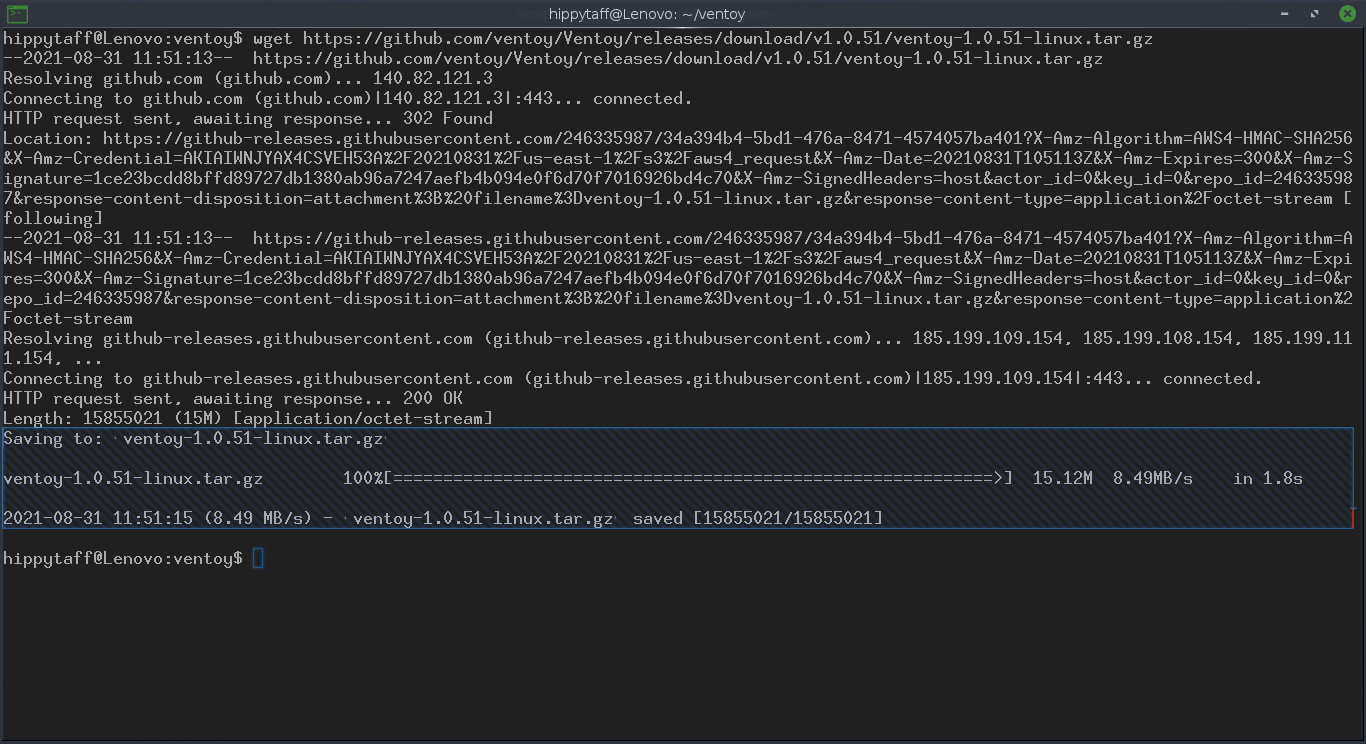 hippytaff@Lenovo: ~/ventoy
hippytaff@Lenovo:ventoy$ wget https://github.com/ventoy/Ventoy/releases/download/v1.0.51/ventoy-1.0.51-linux.tar.gz
--2021-08-31 11:51:13--  https://github.com/ventoy/Ventoy/releases/download/v1.0.51/ventoy-1.0.51-linux.tar.gz
Resolving github.com (github.com)... 140.82.121.3
Connecting to github.com (github.com)|140.82.121.3|:443... connected.
HTTP request sent, awaiting response... 302 Found
Location: https://github-releases.githubusercontent.com/246335987/34a394b4-5bd1-476a-8471-4574057ba401?X-Amz-Algorithm=AWS4-HMAC-SHA256
&X-Amz-Credential=AKIAIWNJYAX4CSVEH53A%2F20210831%2Fus-east-1%2Fs3%2Faws4_request&X-Amz-Date=20210831T105113Z&X-Amz-Expires=300&X-Amz-S
ignature=1ce23bcdd8bffd89727db1380ab96a7247aefb4b094e0f6d70f7016926bd4c70&X-Amz-SignedHeaders=host&actor_id=0&key_id=0&repo_id=24633598
7&response-content-disposition=attachment%3B%20filename%3Dventoy-1.0.51-linux.tar.gz&response-content-type=application%2Foctet-stream [
following]
--2021-08-31 11:51:13--  https://github-releases.githubusercontent.com/246335987/34a394b4-5bd1-476a-8471-4574057ba401?X-Amz-Algorithm=A
WS4-HMAC-SHA256&X-Amz-Credential=AKIAIWNJYAX4CSVEH53A%2F20210831%2Fus-east-1%2Fs3%2Faws4_request&X-Amz-Date=20210831T105113Z&X-Amz-Expi
res=300&X-Amz-Signature=1ce23bcdd8bffd89727db1380ab96a7247aefb4b094e0f6d70f7016926bd4c70&X-Amz-SignedHeaders=host&actor_id=0&key_id=0&r
epo_id=246335987&response-content-disposition=attachment%3B%20filename%3Dventoy-1.0.51-linux.tar.gz&response-content-type=application%2
Foctet-stream
Resolving github-releases.githubusercontent.com (github-releases.githubusercontent.com)... 185.199.109.154, 185.199.108.154, 185.199.11
1.154, ...
Connecting to github-releases.githubusercontent.com (github-releases.githubusercontent.com)|185.199.109.154|:443... connected.
HTTP request sent, awaiting response... 200 OK
Length: 15855021 (15M) [application/octet-stream]
Saving to: ‘ventoy-1.0.51-linux.tar.gz’
ventoy-1.0.51-linux.tar.gz        100%[============================================================>]  15.12M  8.49MB/s    in 1.8s
2021-08-31 11:51:15 (8.49 MB/s) - ‘ventoy-1.0.51-linux.tar.gz’ saved [15855021/15855021]
hippytaff@Lenovo:ventoy$